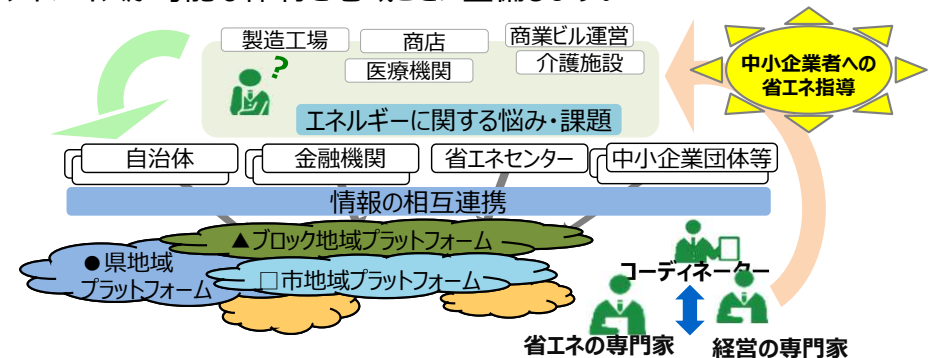 製造工場
商店
商業ビル運営
医療機関
介護施設
?
エネルギーに関する悩み・課題
中小企業者への
省エネ指導
自治体
金融機関
省エネセンター
中小企業団体等
情報の相互連携
▲ブロック地域プラットフォーム
●県地域
プラットフォーム
□市地域プラットフォーム
コーディネーター
省エネの専門家
経営の専門家